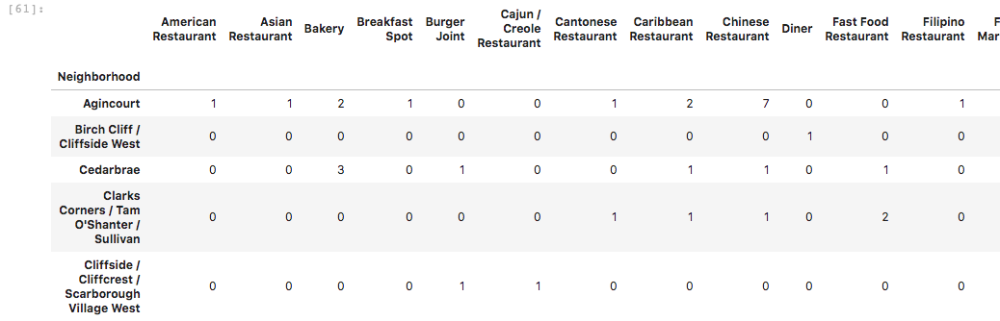 [61]:
American Restaurant Asian Restaurant Bakery Breakfast Spot Burger Joint Cajun / Creole Restaurant Cantonese Restaurant Caribbean Restaurant Chinese Restaurant Diner Fast Food Restaurant Filipino Restaurant F Mar
Neighborhood
Agincourt 1 1 2 1 0 0 1 2 7 0 0 1
Birch Cliff /
Cliffside West 0 0 0 0 0 0 0 0 0 1 0 0
Cedarbrae 0 0 3 0 1 0 0 1 1 0 1 0
Clarks
Corners / Tam
O'Shanter /
Sullivan 0 0 0 0 0 0 1 1 1 0 2 0
Cliffside /
Cliffcrest /
Scarborough
Village West 0 0 0 0 1 1 0 0 0 0 0 0